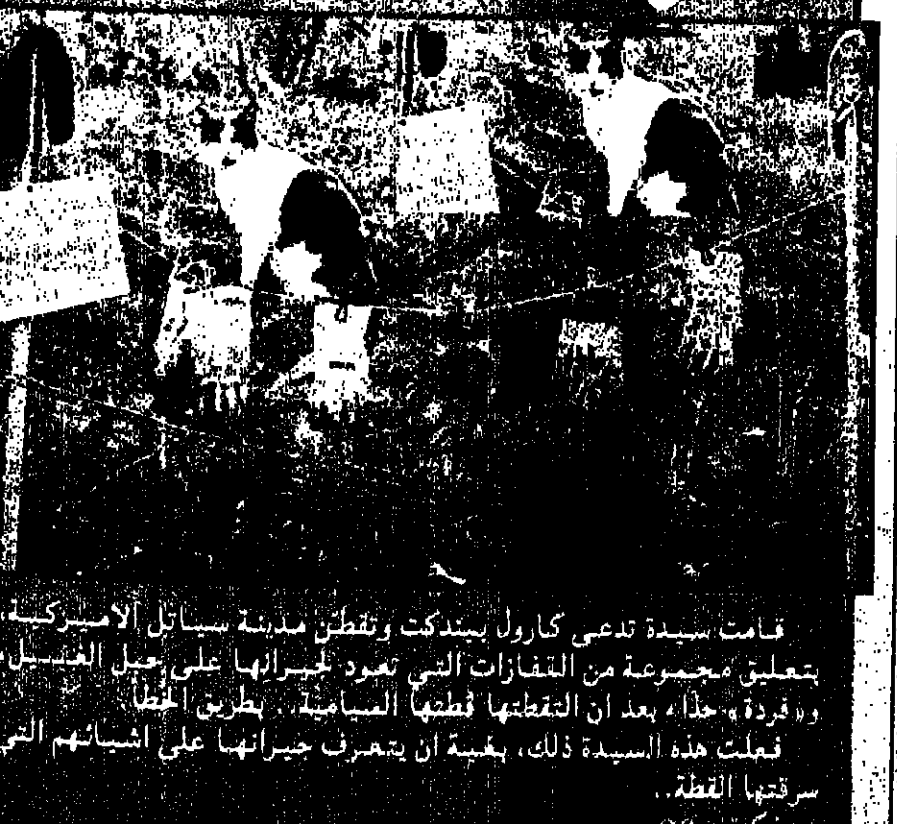 قامت سيدة تدعى كارول بيندكت وتقطن مدينة سياتل الاميركية،
بتعليق مجموعة من القفازات التي تعود لجيرانها على حبل الغسيل،
و«فردة» حذاء بعد ان التقطتها قطتها السيامية.. بطريق الخطا
فعلت هذه السيدة ذلك، بغية ان يتعرف جيرانها على اشيائهم التي
سرقتها القطة..